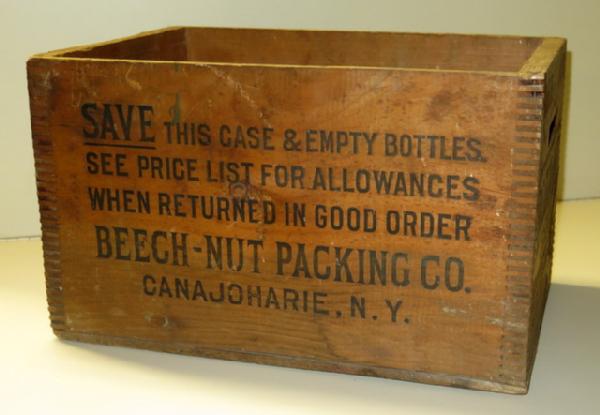 SAVE THIS CASE & EMPTY BOTTLES.
SEE PRICE LIST FOR ALLOWANCES
WHEN RETURNED IN GOOD ORDER
BEECH-NUT PACKING CO.
CANAJOHARIE, N.Y.